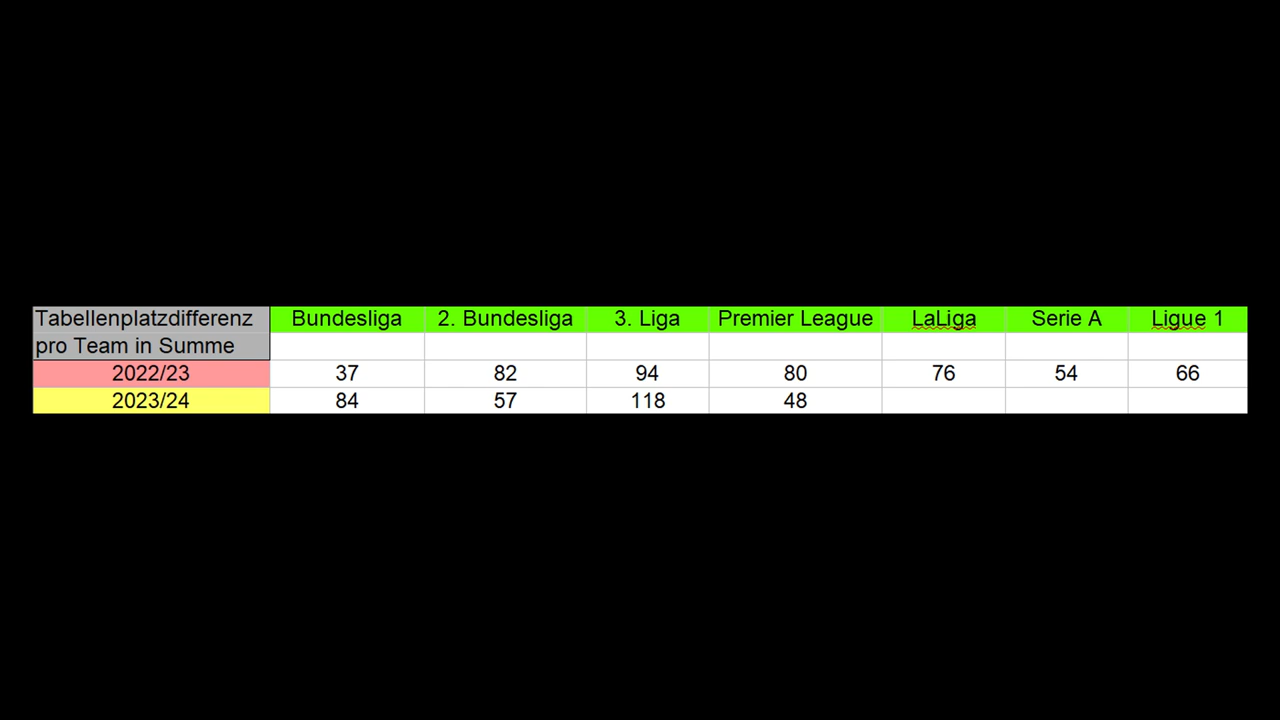 Tabellenplatzdifferenz Bundesliga 2. Bundesliga 3. Liga Premier League LaLiga Serie A Ligue 1
pro Team in Summe
2022/23 37 82 94 80 76 54 66
2023/24 84 57 118 48